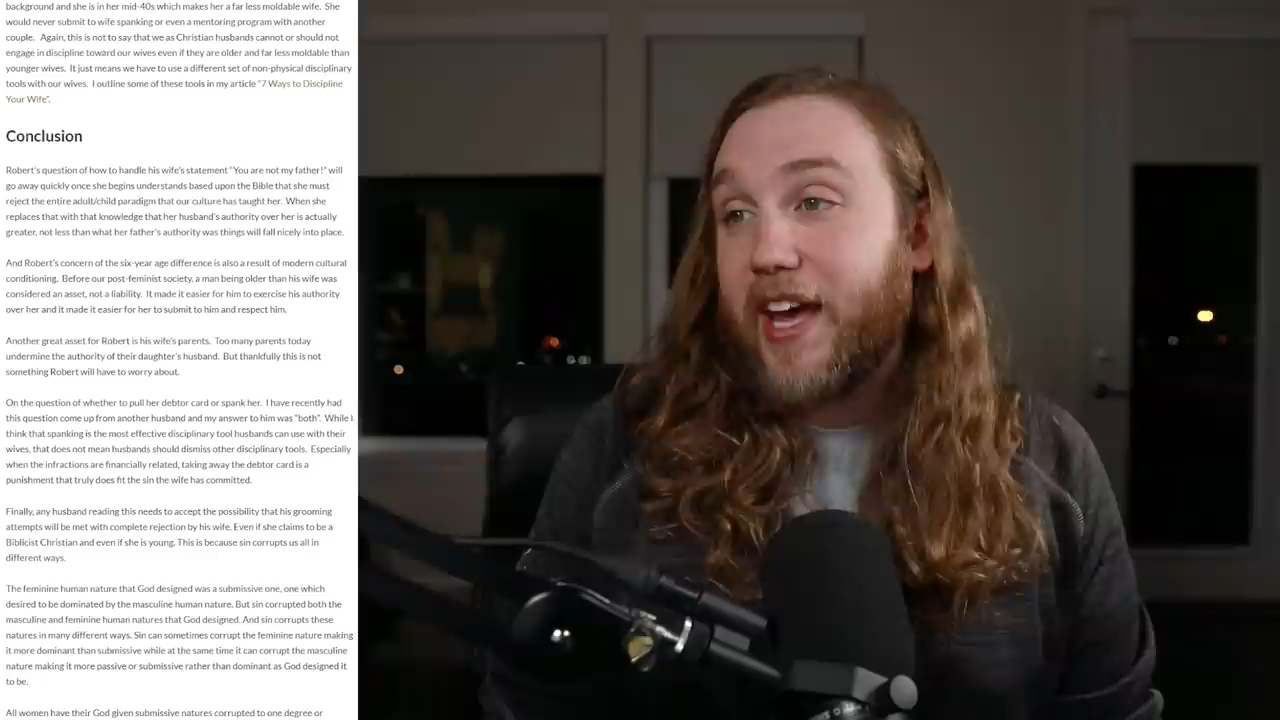 background and she is in her mid-40s which makes her a far less moldable wife. She
would never submit to wife spanking or even a mentoring program with another
couple. Again, this is not to say that we as Christian husbands cannot or should not
engage in discipline toward our wives even if they are older and far less moldable than
younger wives. It just means we have to use a different set of non-physical disciplinary
tools with our wives. I outline some of these tools in my article "7 Ways to Discipline
Your Wife".
Conclusion
Robert's question of how to handle his wife's statement "You are not my father!" will
go away quickly once she begins understands based upon the Bible that she must
reject the entire adult/child paradigm that our culture has taught her. When she
replaces that with that knowledge that her husband's authority over her is actually
greater, not less than what her father's authority was things will fall nicely into place.
And Robert's concern of the six-year age difference is also a result of modern cultural
conditioning. Before our post-feminist society, a man being older than his wife was
considered an asset, not a liability. It made it easier for him to exercise his authority
over her and it made it easier for her to submit to him and respect him.
Another great asset for Robert is his wife's parents. Too many parents today
undermine the authority of their daughter's husband. But thankfully this is not
something Robert will have to worry about.
On the question of whether to pull her debtor card or spank her. I have recently had
this question come up from another husband and my answer to him was "both". While I
think that spanking is the most effective disciplinary tool husbands can use with their
wives, that does not mean husbands should dismiss other disciplinary tools. Especially
when the infractions are financially related, taking away the debtor card is a
punishment that truly does fit the sin the wife has committed.
Finally, any husband reading this needs to accept the possibility that his grooming
attempts will be met with complete rejection by his wife. Even if she claims to be a
Biblicist Christian and even if she is young. This is because sin corrupts us all in
different ways.
The feminine human nature that God designed was a submissive one, one which
desired to be dominated by the masculine human nature. But sin corrupted both the
masculine and feminine human natures that God designed. And sin corrupts these
natures in many different ways. Sin can sometimes corrupt the feminine nature making
it more dominant than submissive while at the same time it can corrupt the masculine
nature making it more passive or submissive rather than dominant as God designed it
to be.
All women have their God given submissive natures corrupted to one degree or